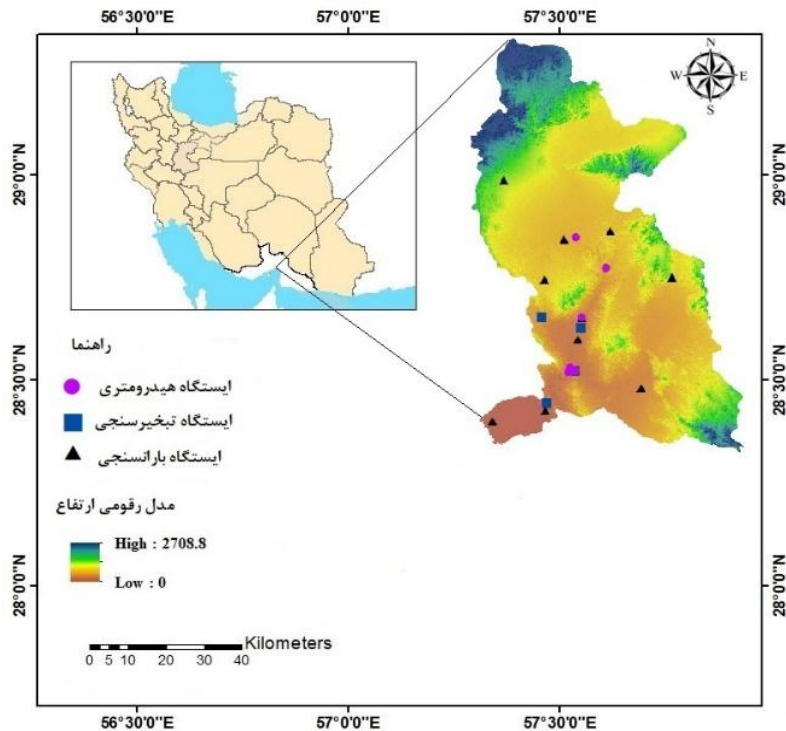 56°30'0"E 57°0'0"E 57°30'0"E
N
W E
S
29°0'0"N 29°0'0"N
راهنما
ایستگاه هیدرومتری
28°30'0"N 28°30'0"N
ایستگاه تبخیرسنجی
ایستگاه بارانسنجی
مدل رقومی ارتفاع
High : 2708.8
Low : 0
28°0'0"N 28°0'0"N
Kilometers
0 5 10 20 30 40
56°30'0"E 57°0'0"E 57°30'0"E